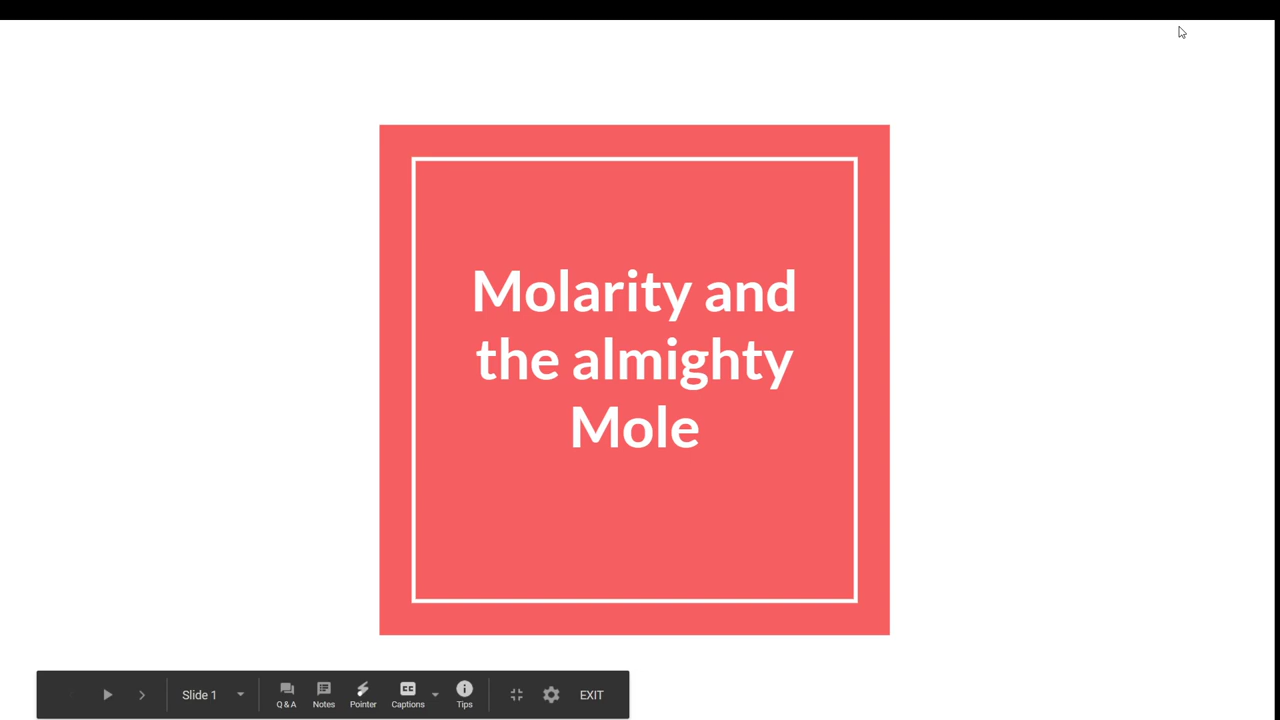 Molarity and
the almighty
Mole
Slide 1
Q & A
Notes
Pointer
Captions
Tips
EXIT